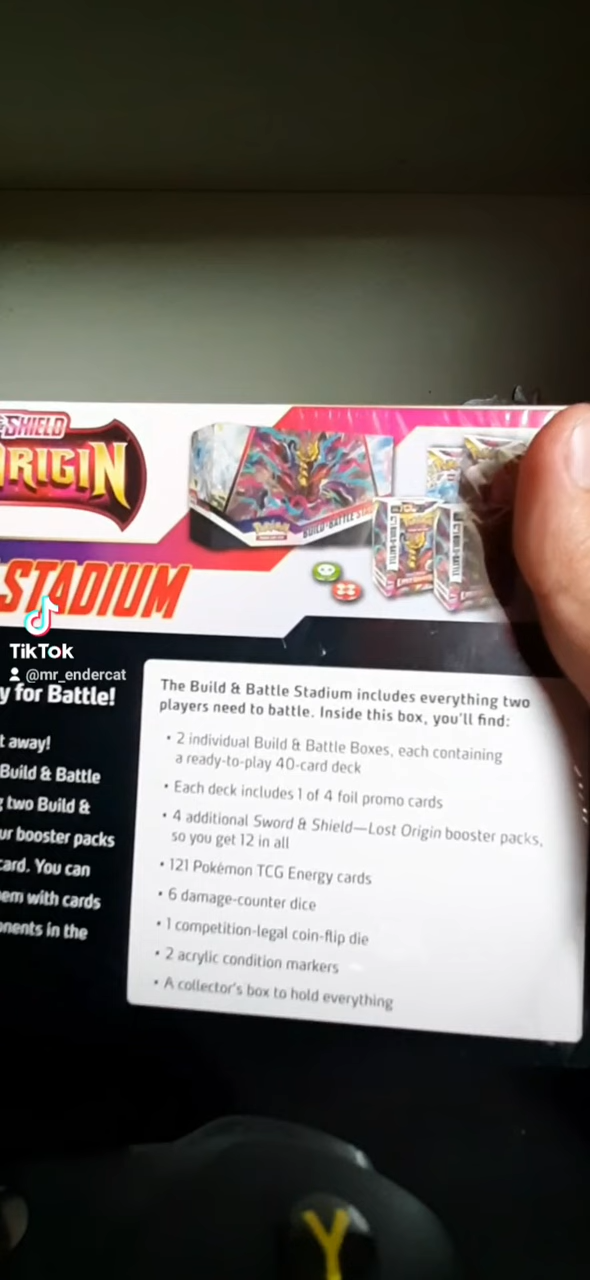 SHIELD
RIGIN
STADIUM
Pokémon
BUILD & BATTLE STA
TikTok
@mr_endercat
y for Battle!
t away!
Build & Battle
two Build &
ur booster packs
card. You can
em with cards
onents in the
The Build & Battle Stadium includes everything two
players need to battle. Inside this box, you'll find:
• 2 individual Build & Battle Boxes, each containing
a ready-to-play 40-card deck
• Each deck includes 1 of 4 foil promo cards
• 4 additional Sword & Shield—Lost Origin booster packs,
so you get 12 in all
• 121 Pokémon TCG Energy cards
• 6 damage-counter dice
• 1 competition-legal coin-flip die
• 2 acrylic condition markers
• A collector's box to hold everything
Y